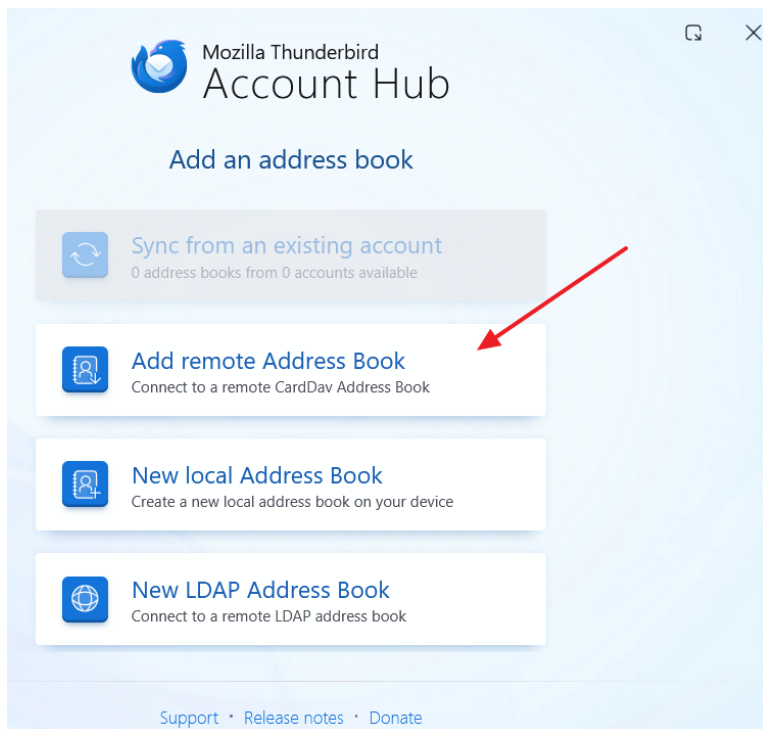 Mozilla Thunderbird
Account Hub
Add an address book
Sync from an existing account
0 address books from 0 accounts available
Add remote Address Book
Connect to a remote CardDav Address Book
New local Address Book
Create a new local address book on your device
New LDAP Address Book
Connect to a remote LDAP address book
Support • Release notes • Donate